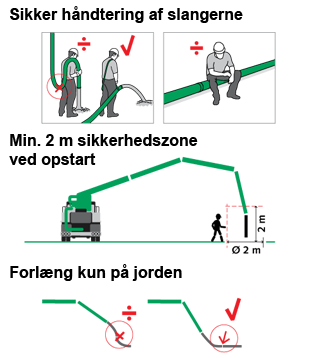 Sikker håndtering af slangerne
÷
÷
Min. 2 m sikkerhedszone
ved opstart
2 m
Ø 2 m
Forlæng kun på jorden
÷